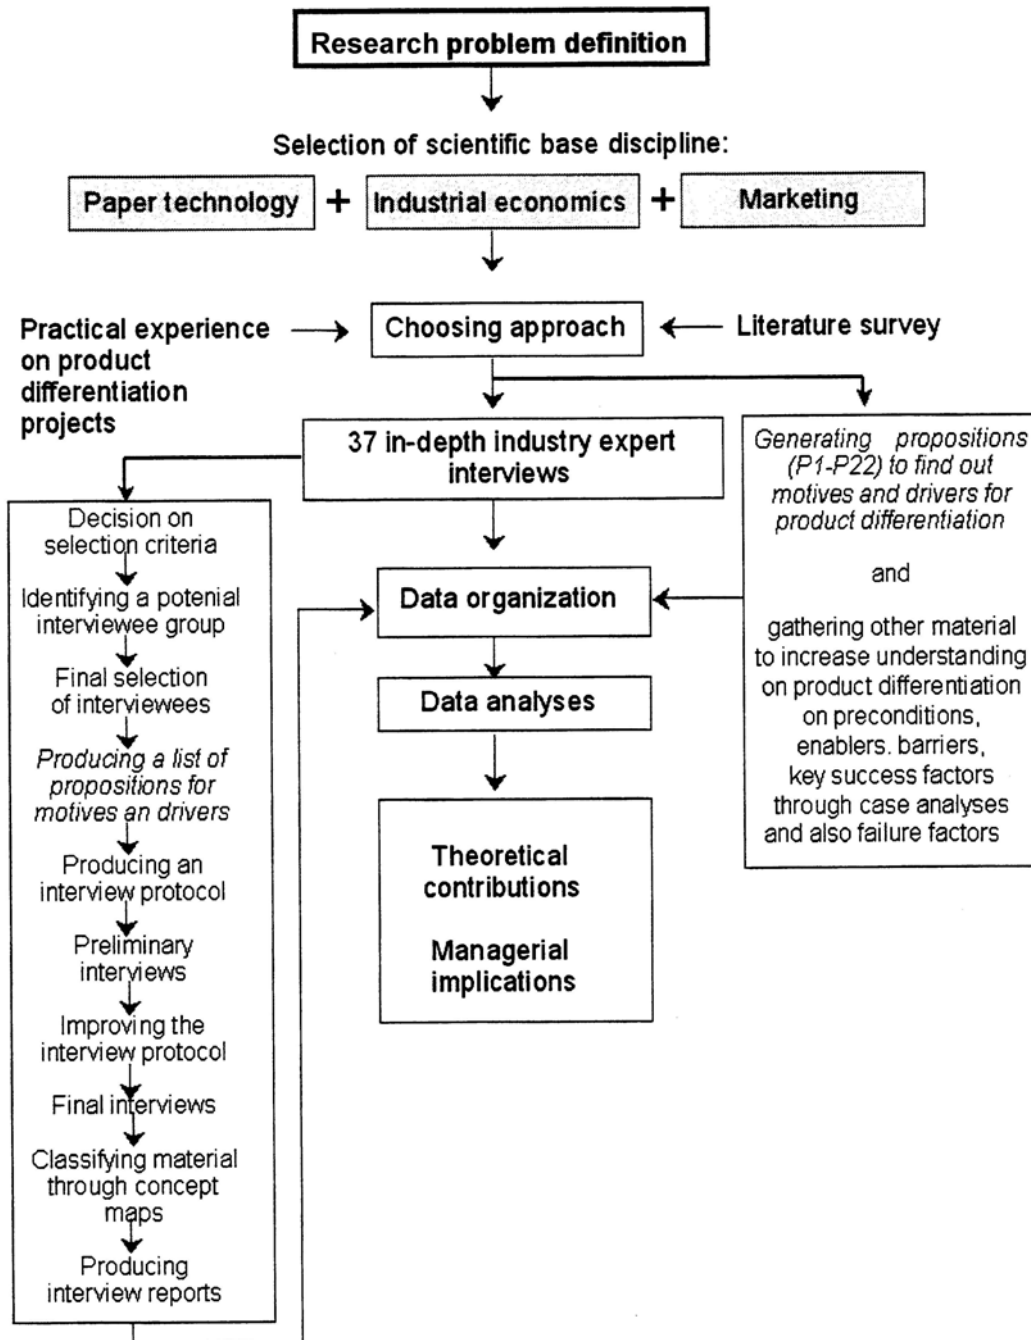 Research problem definition
Selection of scientific base discipline:
Paper technology + Industrial economics + Marketing
Practical experience
on product
differentiation
projects
Choosing approach
Literature survey
37 in-depth industry expert
interviews
Generating propositions
(P1-P22) to find out
motives and drivers for
product differentiation
and
gathering other material
to increase understanding
on product differentiation
on preconditions,
enablers. barriers,
key success factors
through case analyses
and also failure factors
Decision on
selection criteria
Identifying a potenial
interviewee group
Final selection
of interviewees
Producing a list of
propositions for
motives an drivers
Producing an
interview protocol
Preliminary
interviews
Improving the
interview protocol
Final interviews
Classifying material
through concept
maps
Producing
interview reports
Data organization
Data analyses
Theoretical
contributions
Managerial
implications